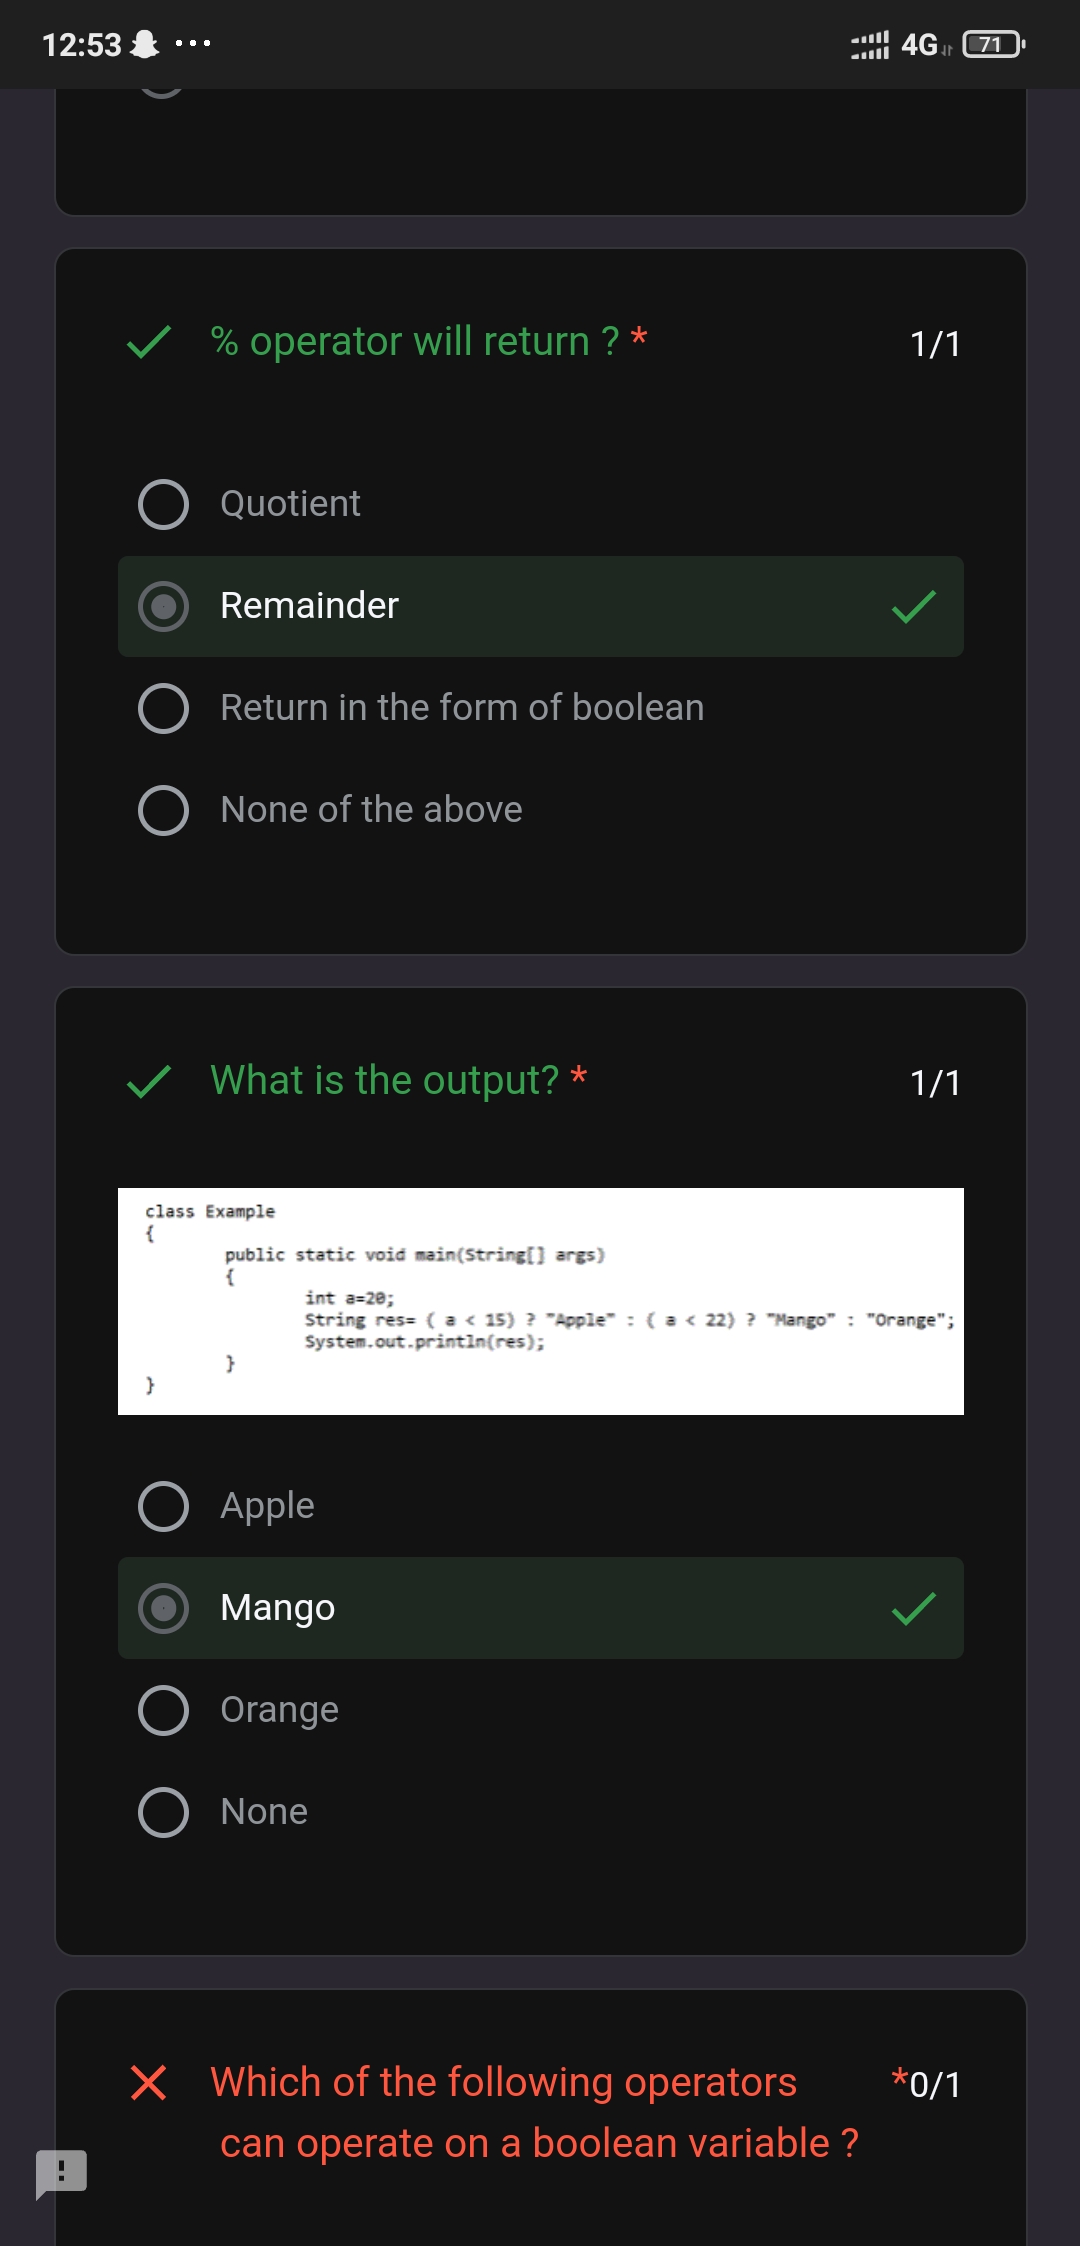 12:53
4G
71
% operator will return ? *
1/1
Quotient
Remainder
Return in the form of boolean
None of the above
What is the output? *
1/1
class Example
{
public static void main(String[] args)
{
int a=20;
String res= ( a < 15) ? "Apple" : ( a < 22) ? "Mango" : "Orange";
System.out.println(res);
}
}
Apple
Mango
Orange
None
Which of the following operators *0/1
can operate on a boolean variable ?